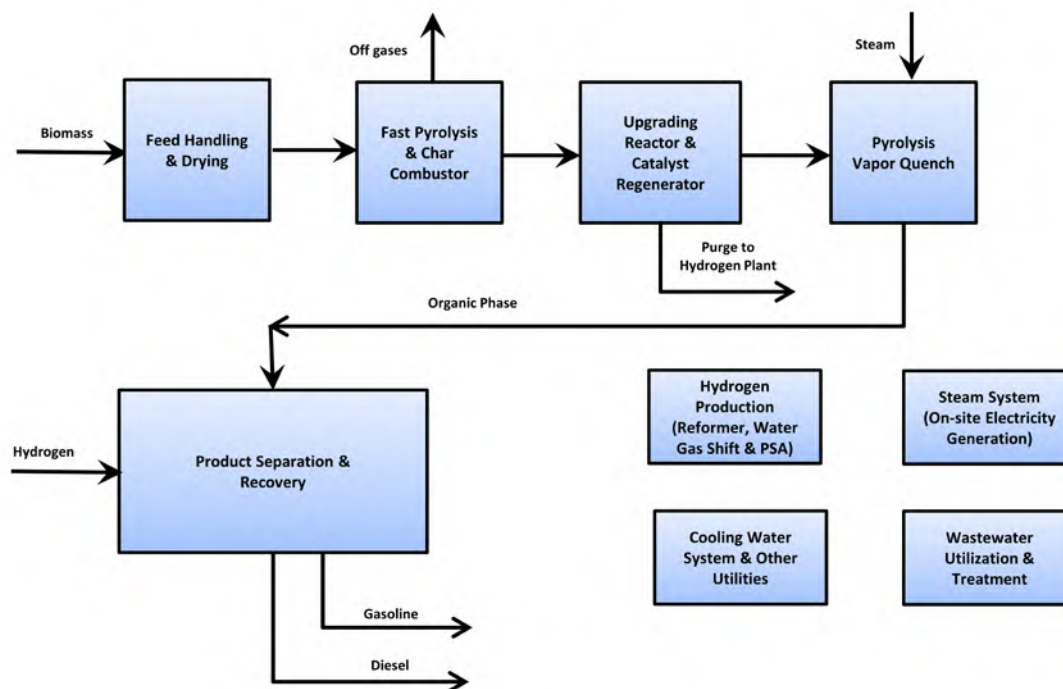 Off gases
Steam
Biomass
Feed Handling
& Drying
Fast Pyrolysis
& Char
Combustor
Upgrading
Reactor &
Catalyst
Regenerator
Pyrolysis
Vapor Quench
Purge to
Hydrogen Plant
Organic Phase
Hydrogen
Product Separation &
Recovery
Hydrogen
Production
(Reformer, Water
Gas Shift & PSA)
Steam System
(On-site Electricity
Generation)
Cooling Water
System & Other
Utilities
Wastewater
Utilization &
Treatment
Gasoline
Diesel